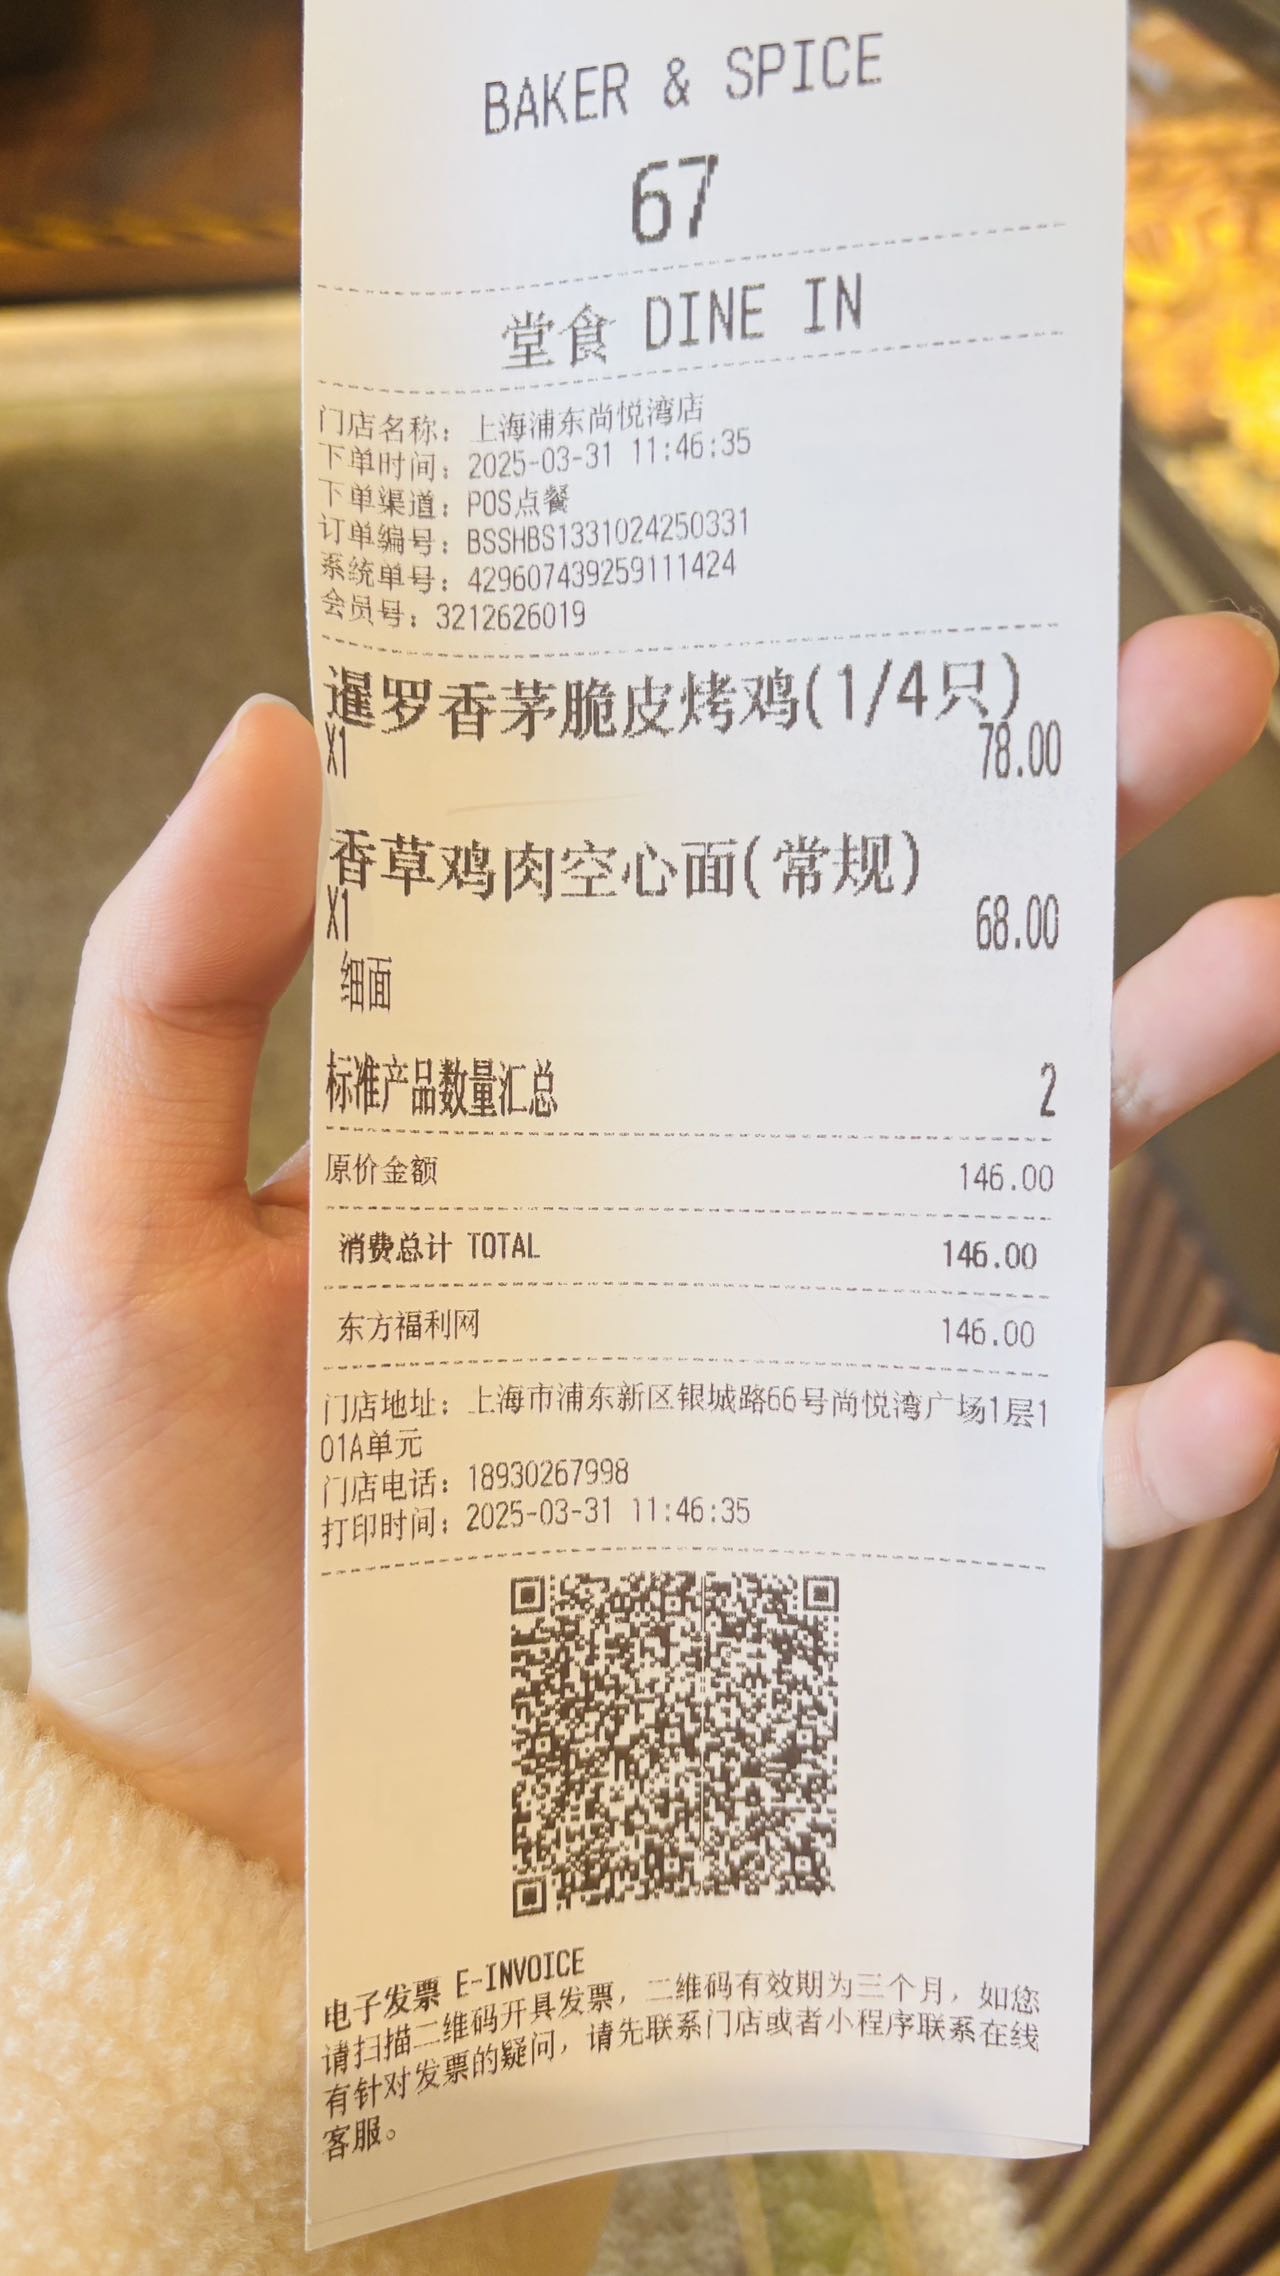 BAKER & SPICE
67
堂食 DINE IN
门店名称：上海浦东尚悦湾店
下单时间：2025-03-31 11:46:35
下单渠道：POS点餐
订单编号：BSSHBS1331024250331
系统单号：429607439259111424
会员号：3212626019
暹罗香茅脆皮烤鸡(1/4只)
X1 78.00
香草鸡肉空心面(常规)
X1 68.00
细面
标准产品数量汇总 2
原价金额 146.00
消费总计 TOTAL 146.00
东方福利网 146.00
门店地址：上海市浦东新区银城路66号尚悦湾广场1层1
01A单元
门店电话：18930267998
打印时间：2025-03-31 11:46:35
电子发票 E-INVOICE
请扫描二维码开具发票，二维码有效期为三个月，如您
有针对发票的疑问，请先联系门店或者小程序联系在线
客服。